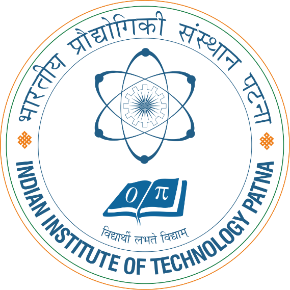 भारतीय प्रौद्योगिकी संस्थान पटना
0 π
विद्यार्थी लभते विद्याम्
INDIAN INSTITUTE OF TECHNOLOGY PATNA